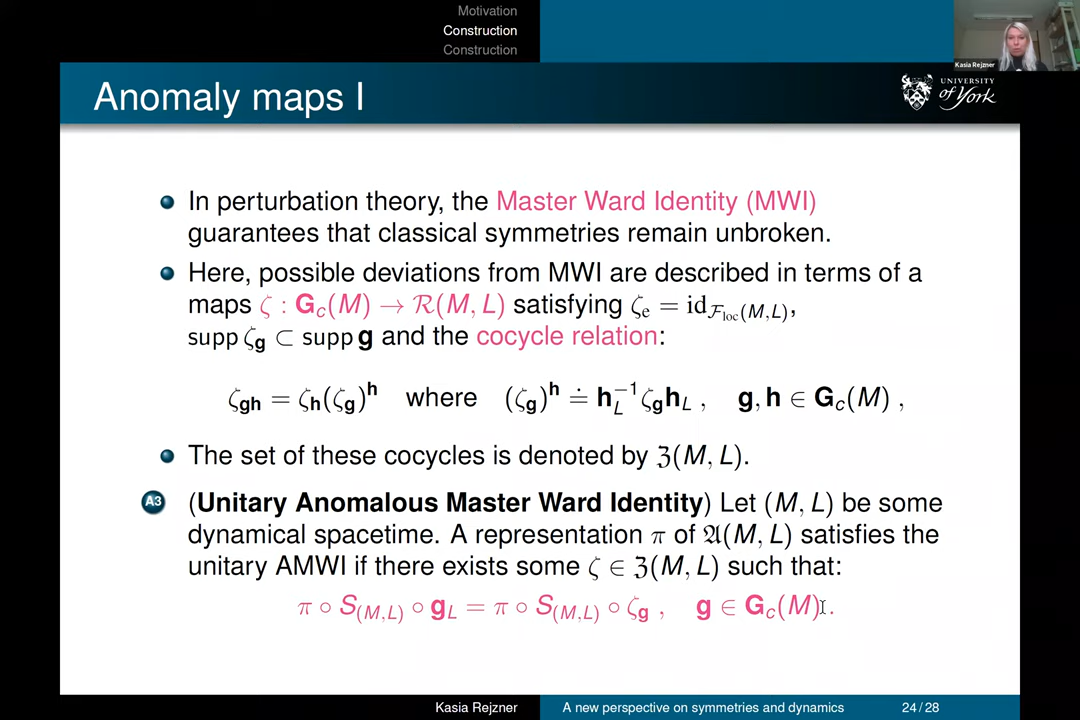 Motivation
Construction
Construction
Kasia Rejzner
Anomaly maps I
UNIVERSITY
of York
In perturbation theory, the Master Ward Identity (MWI)
guarantees that classical symmetries remain unbroken.
Here, possible deviations from MWI are described in terms of a
maps ζ : G_c(M) → ℛ(M, L) satisfying ζ_e = id_{ℱ_loc(M,L)},
supp ζ_g ⊂ supp g and the cocycle relation:
ζ_{gh} = ζ_h(ζ_g)^h where (ζ_g)^h ≐ h_L^{-1} ζ_g h_L , g, h ∈ G_c(M) ,
The set of these cocycles is denoted by ℨ(M, L).
A3 (Unitary Anomalous Master Ward Identity) Let (M, L) be some
dynamical spacetime. A representation π of 𝔄(M, L) satisfies the
unitary AMWI if there exists some ζ ∈ ℨ(M, L) such that:
π ∘ S_{(M,L)} ∘ g_L = π ∘ S_{(M,L)} ∘ ζ_g , g ∈ G_c(M) .
Kasia Rejzner A new perspective on symmetries and dynamics 24 / 28